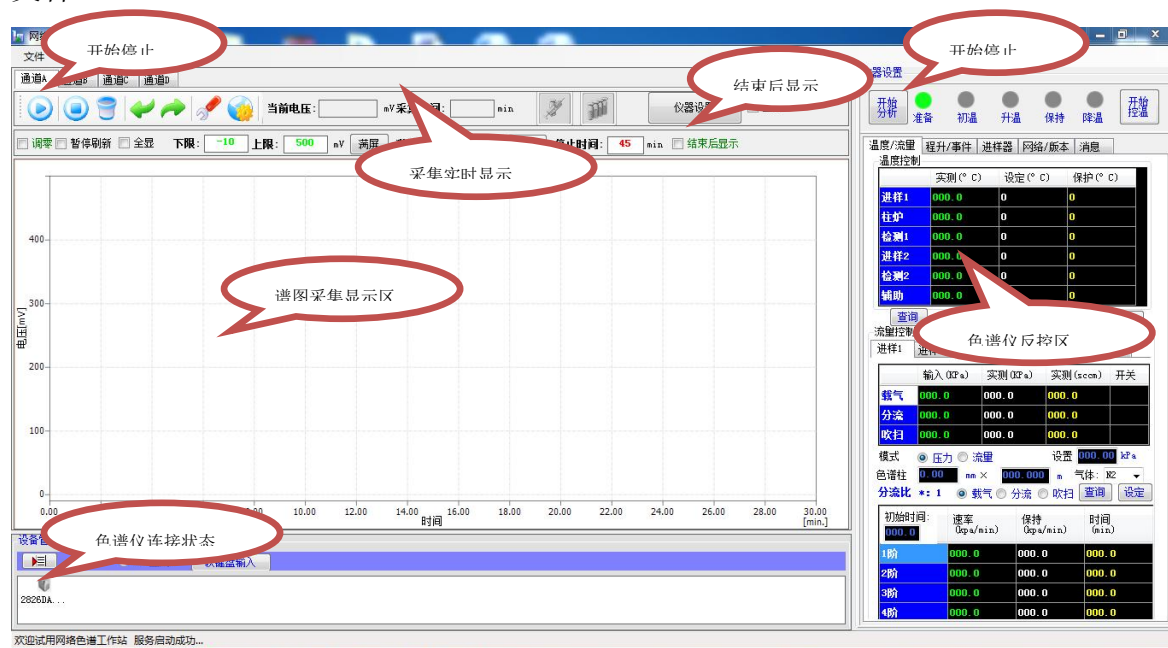 网络
开始停止
开始停止
文件
结束后显示
通道A 通道B 通道C 通道D
器设置
当前电压: mV 采 间: min
仪器设
开始分析 准备 初温 升温 保持 降温 开始控温
调零 暂停刷新 全显 下限: -10 上限: 500 mV 满屏 停止时间: 45 min 结束后显示
采集实时显示
温度/流量 程升/事件 进样器 网络/版本 消息
温度控制
实测(° C) 设定(° C) 保护(° C)
进样1 000.0 0 0
柱炉 000.0 0 0
检测1 000.0 0 0
进样2 000.0 0 0
检测2 000.0 0 0
辅助 000.0 0
查询
色谱仪反控区
流量控制
进样1 进样
输入(KPa) 实测(KPa) 实测(sccm) 开关
载气 000.0 000.0 000.0
分流 000.0 000.0 000.0
吹扫 000.0 000.0 000.0
模式 压力 流量 设置 000.00 kPa
色谱柱 0.00 mm × 000.000 m 气体: N2
分流比 *: 1 载气 分流 吹扫 查询 设定
初始时间: 000.0 速率(kpa/min) 保持(kpa/min) 时间(min)
1阶 000.0 000.0 000.0
2阶 000.0 000.0 000.0
3阶 000.0 000.0 000.0
4阶 000.0 000.0 000.0
谱图采集显示区
电压[mV]
400
300
200
100
0
0.00 10.00 12.00 14.00 16.00 18.00 20.00 22.00 24.00 26.00 28.00 30.00
时间 [min.]
色谱仪连接状态
设备
软键盘输入
2826DA...
欢迎试用网络色谱工作站 服务启动成功...